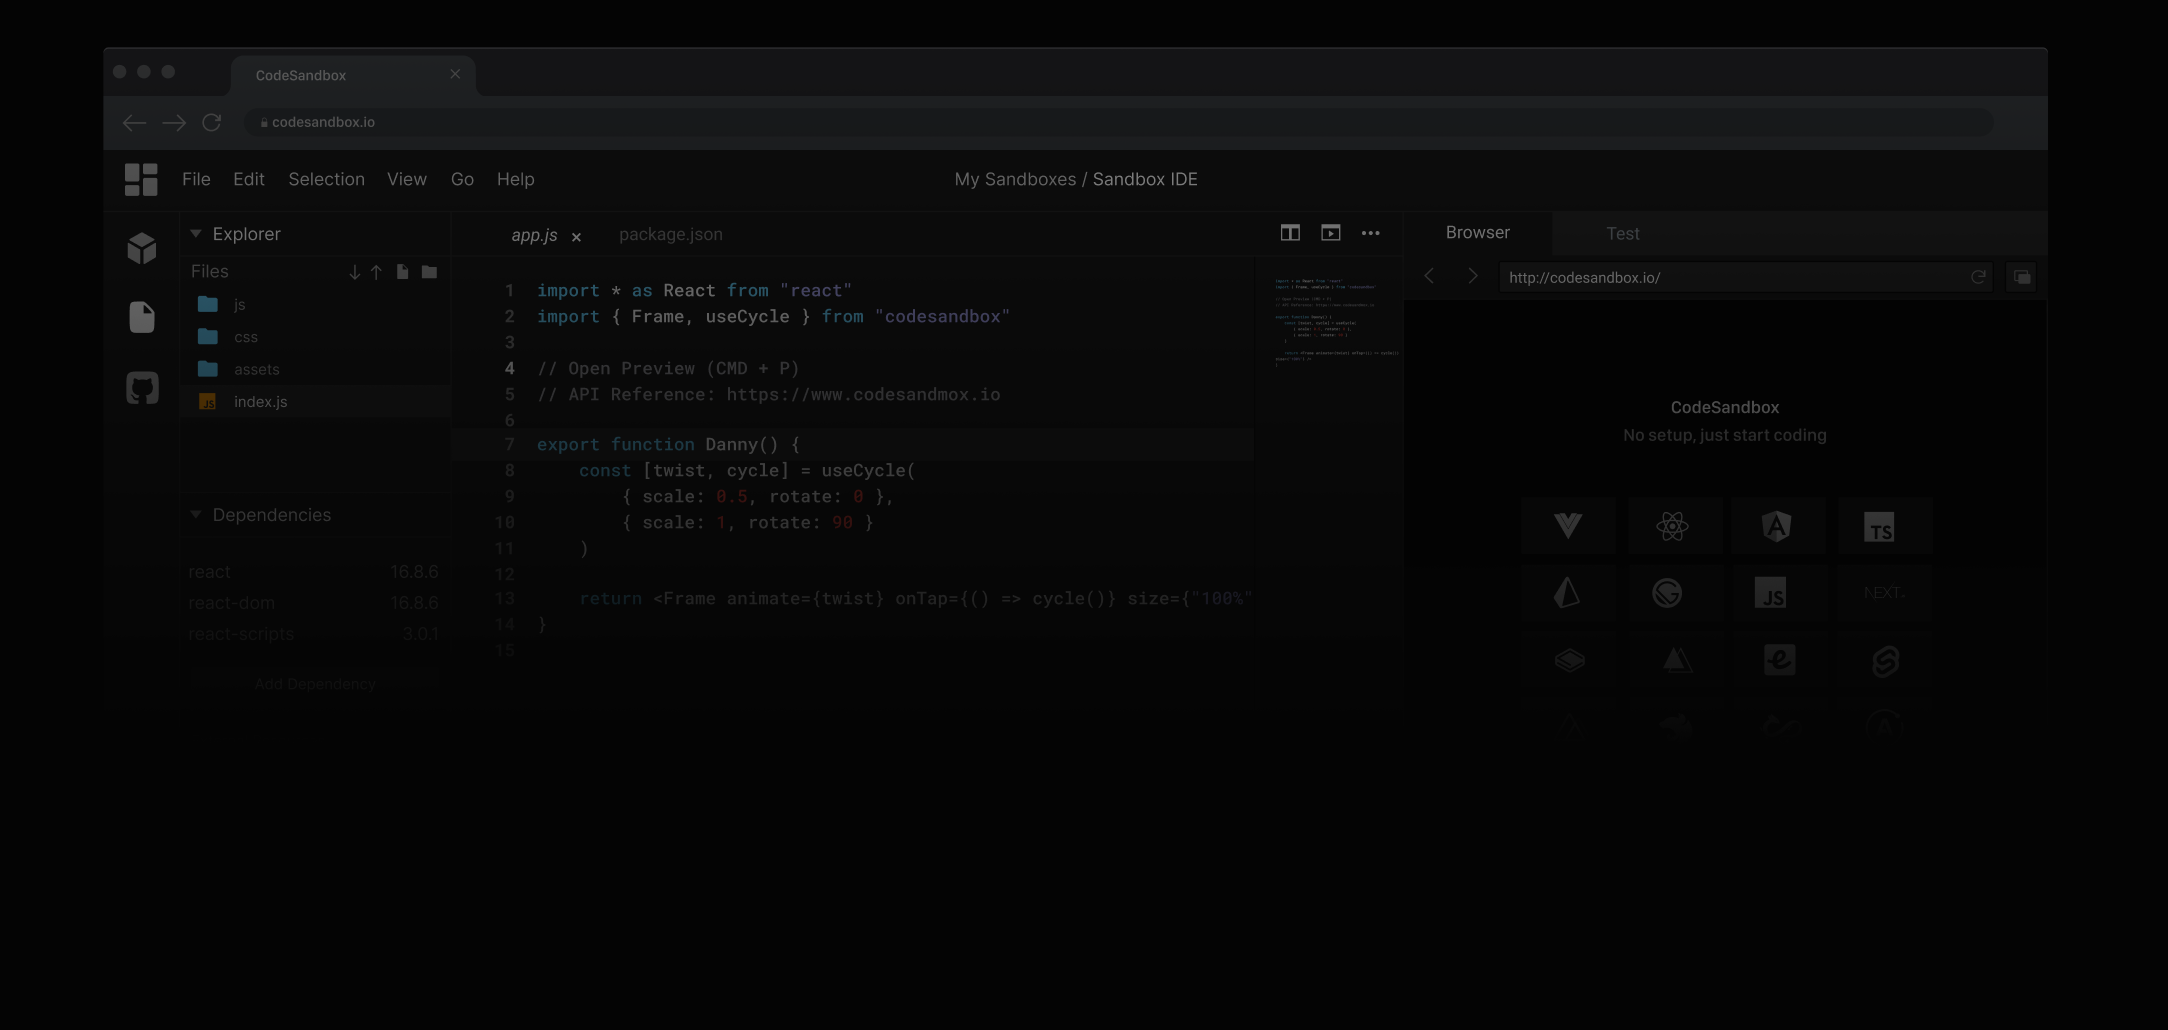 CodeSandbox
codesandbox.io
File Edit Selection View Go Help
My Sandboxes / Sandbox IDE
Explorer
Files
js
css
assets
index.js
Dependencies
react 16.8.6
react-dom 16.8.6
react-scripts 3.0.1
Add Dependency
app.js package.json
1 import * as React from "react"
2 import { Frame, useCycle } from "codesandbox"
3
4 // Open Preview (CMD + P)
5 // API Reference: https://www.codesandmox.io
6
7 export function Danny() {
8 const [twist, cycle] = useCycle(
9 { scale: 0.5, rotate: 0 },
10 { scale: 1, rotate: 90 }
11 )
12
13 return <Frame animate={twist} onTap={() => cycle()} size={"100%"
14 }
15
Browser Test
http://codesandbox.io/
CodeSandbox
No setup, just start coding
TS
JS
NEXT